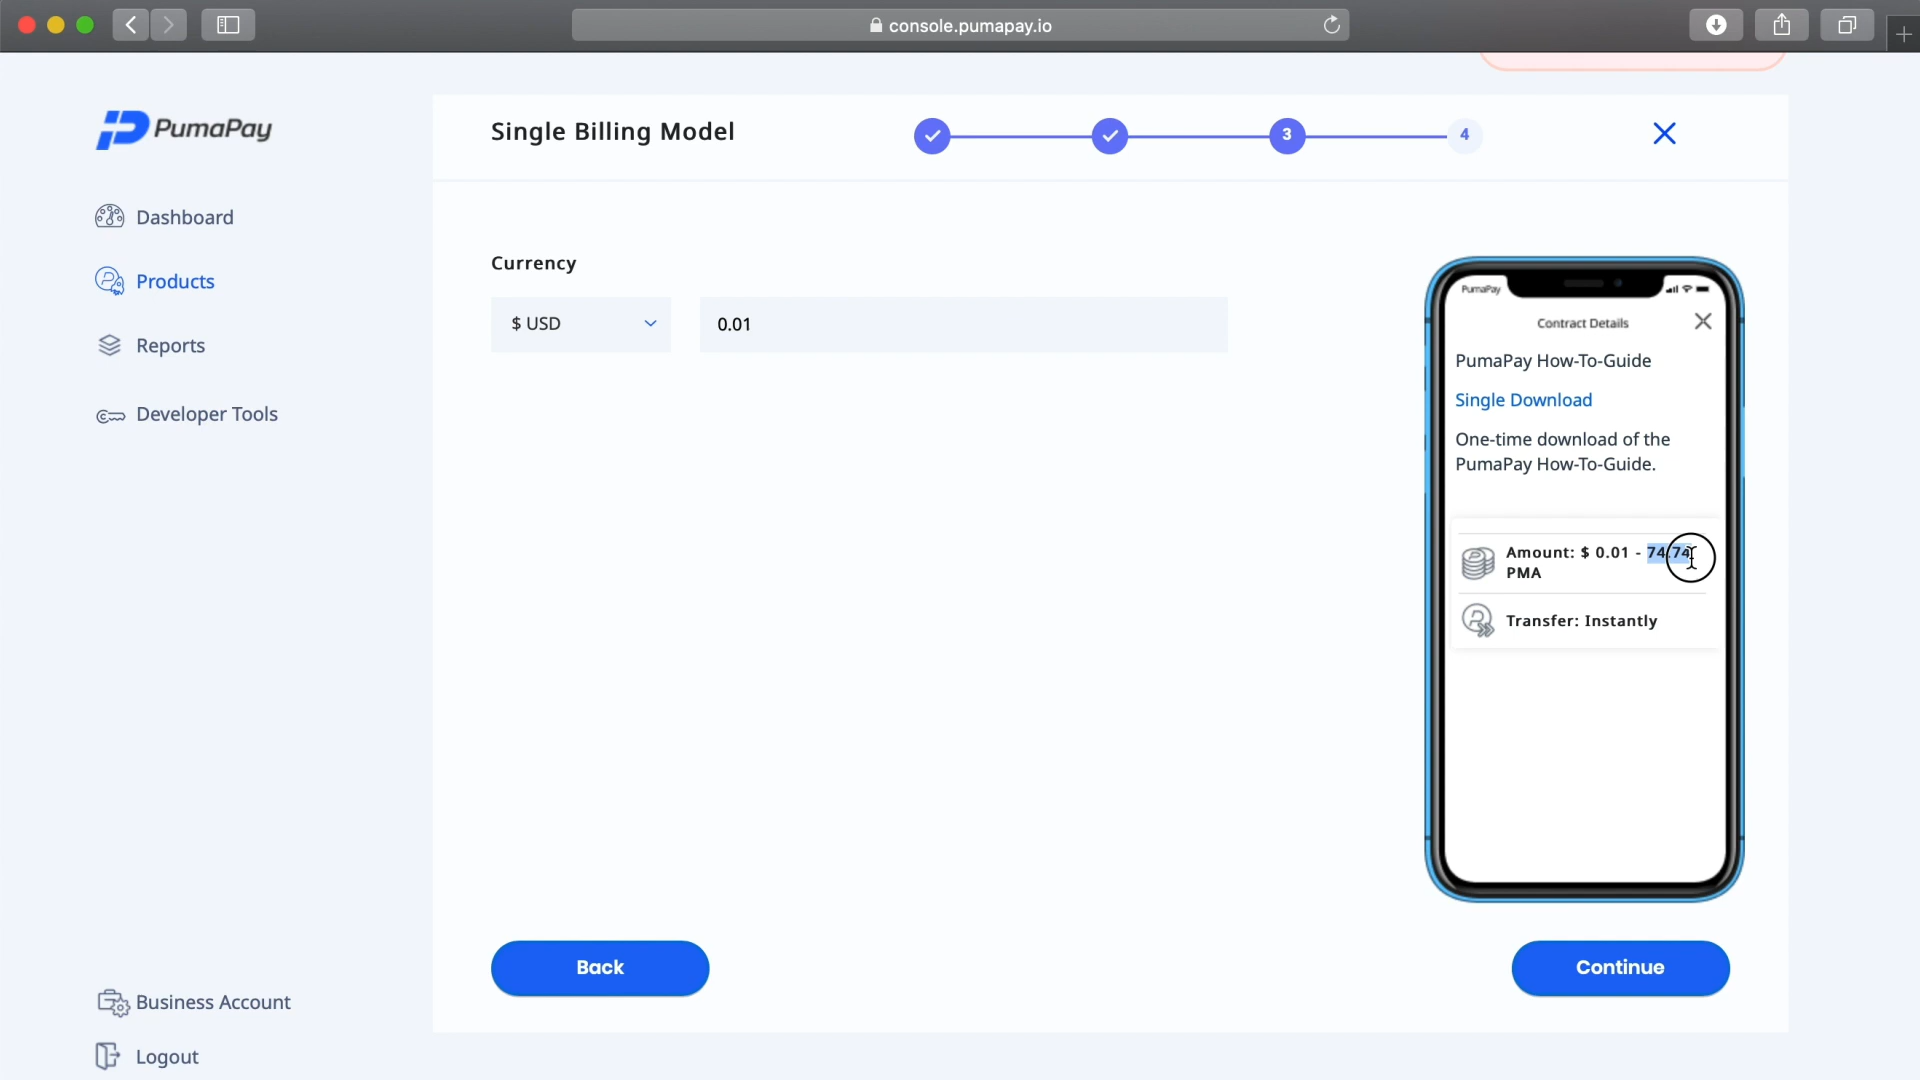 console.pumapay.io
PumaPay
Dashboard
Products
Reports
Developer Tools
Business Account
Logout
Single Billing Model
3
4
Currency
$ USD
0.01
PumaPay
Contract Details
PumaPay How-To-Guide
Single Download
One-time download of the
PumaPay How-To-Guide.
Amount: $ 0.01 - 74.74
PMA
Transfer: Instantly
Back
Continue